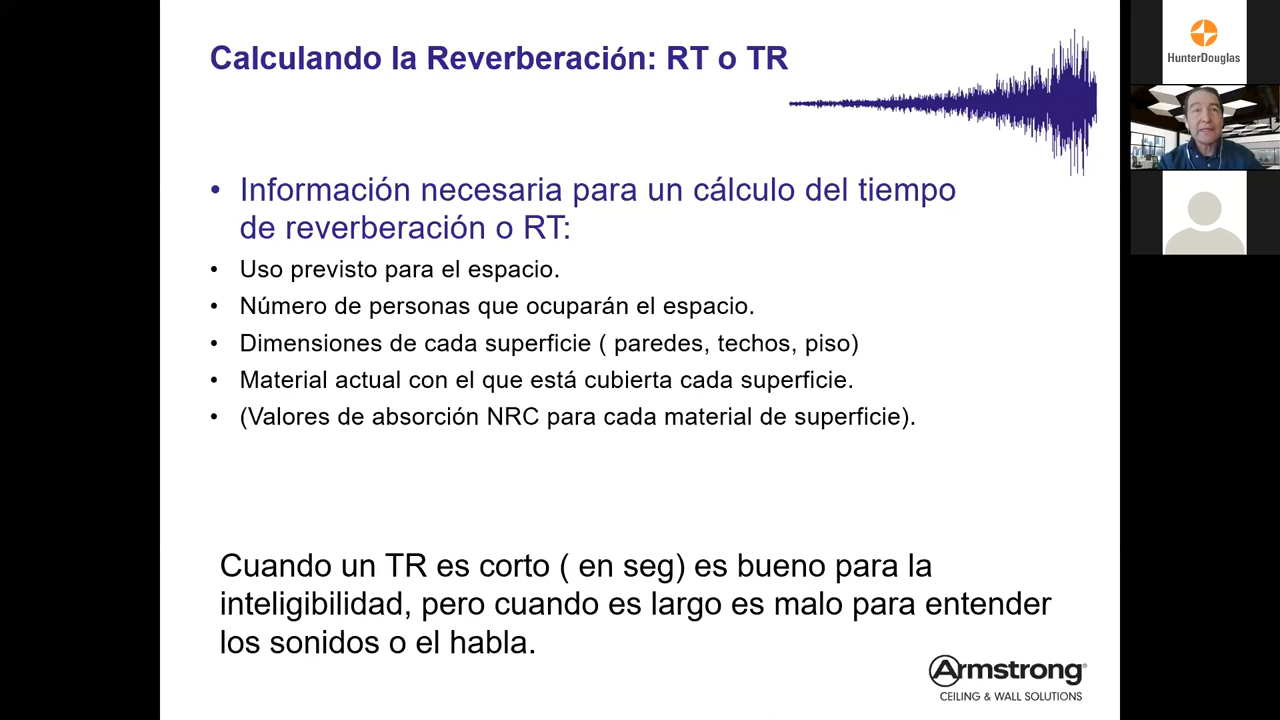 Calculando la Reverberación: RT o TR
• Información necesaria para un cálculo del tiempo
de reverberación o RT:
• Uso previsto para el espacio.
• Número de personas que ocuparán el espacio.
• Dimensiones de cada superficie ( paredes, techos, piso)
• Material actual con el que está cubierta cada superficie.
• (Valores de absorción NRC para cada material de superficie).
Cuando un TR es corto ( en seg) es bueno para la
inteligibilidad, pero cuando es largo es malo para entender
los sonidos o el habla.
Armstrong®
CEILING & WALL SOLUTIONS
HunterDouglas